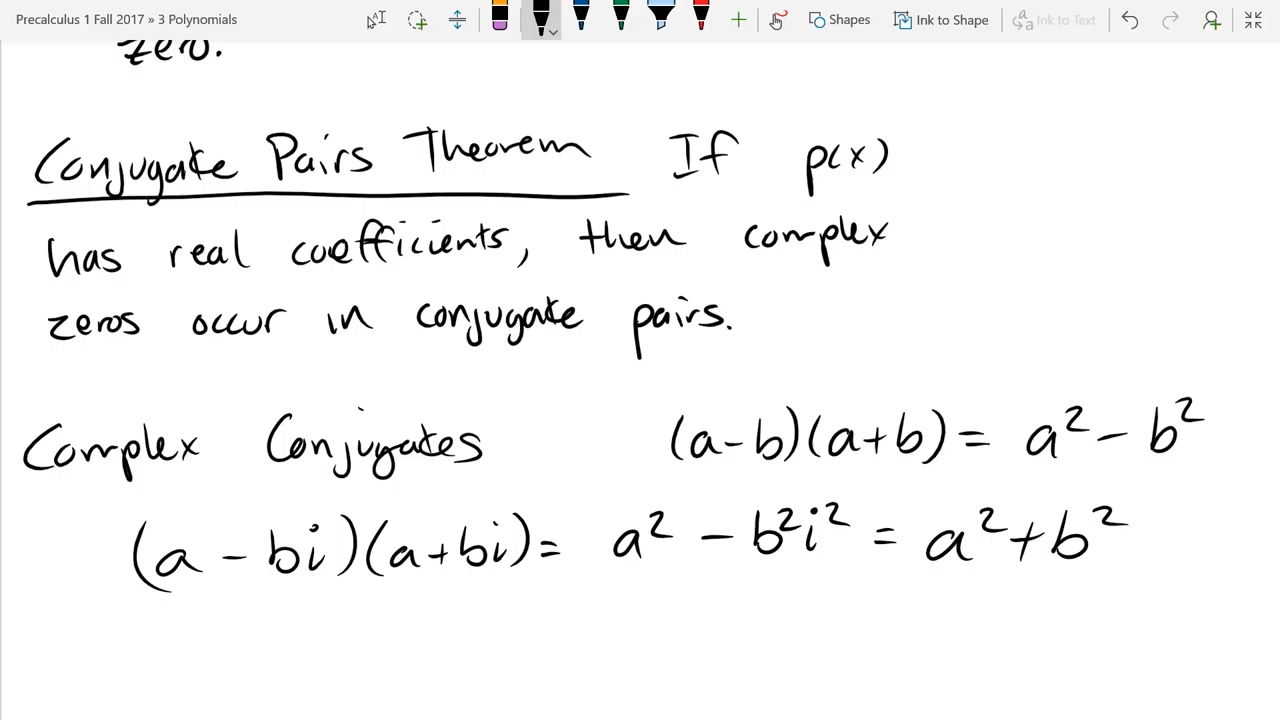 Precalculus 1 Fall 2017 » 3 Polynomials Shapes Ink to Shape Ink to Text
zero.
Conjugate Pairs Theorem If p(x)
has real coefficients, then complex
zeros occur in conjugate pairs.
Complex Conjugates (a-b)(a+b) = a² - b²
(a - bi)(a+bi) = a² - b²i² = a² + b²